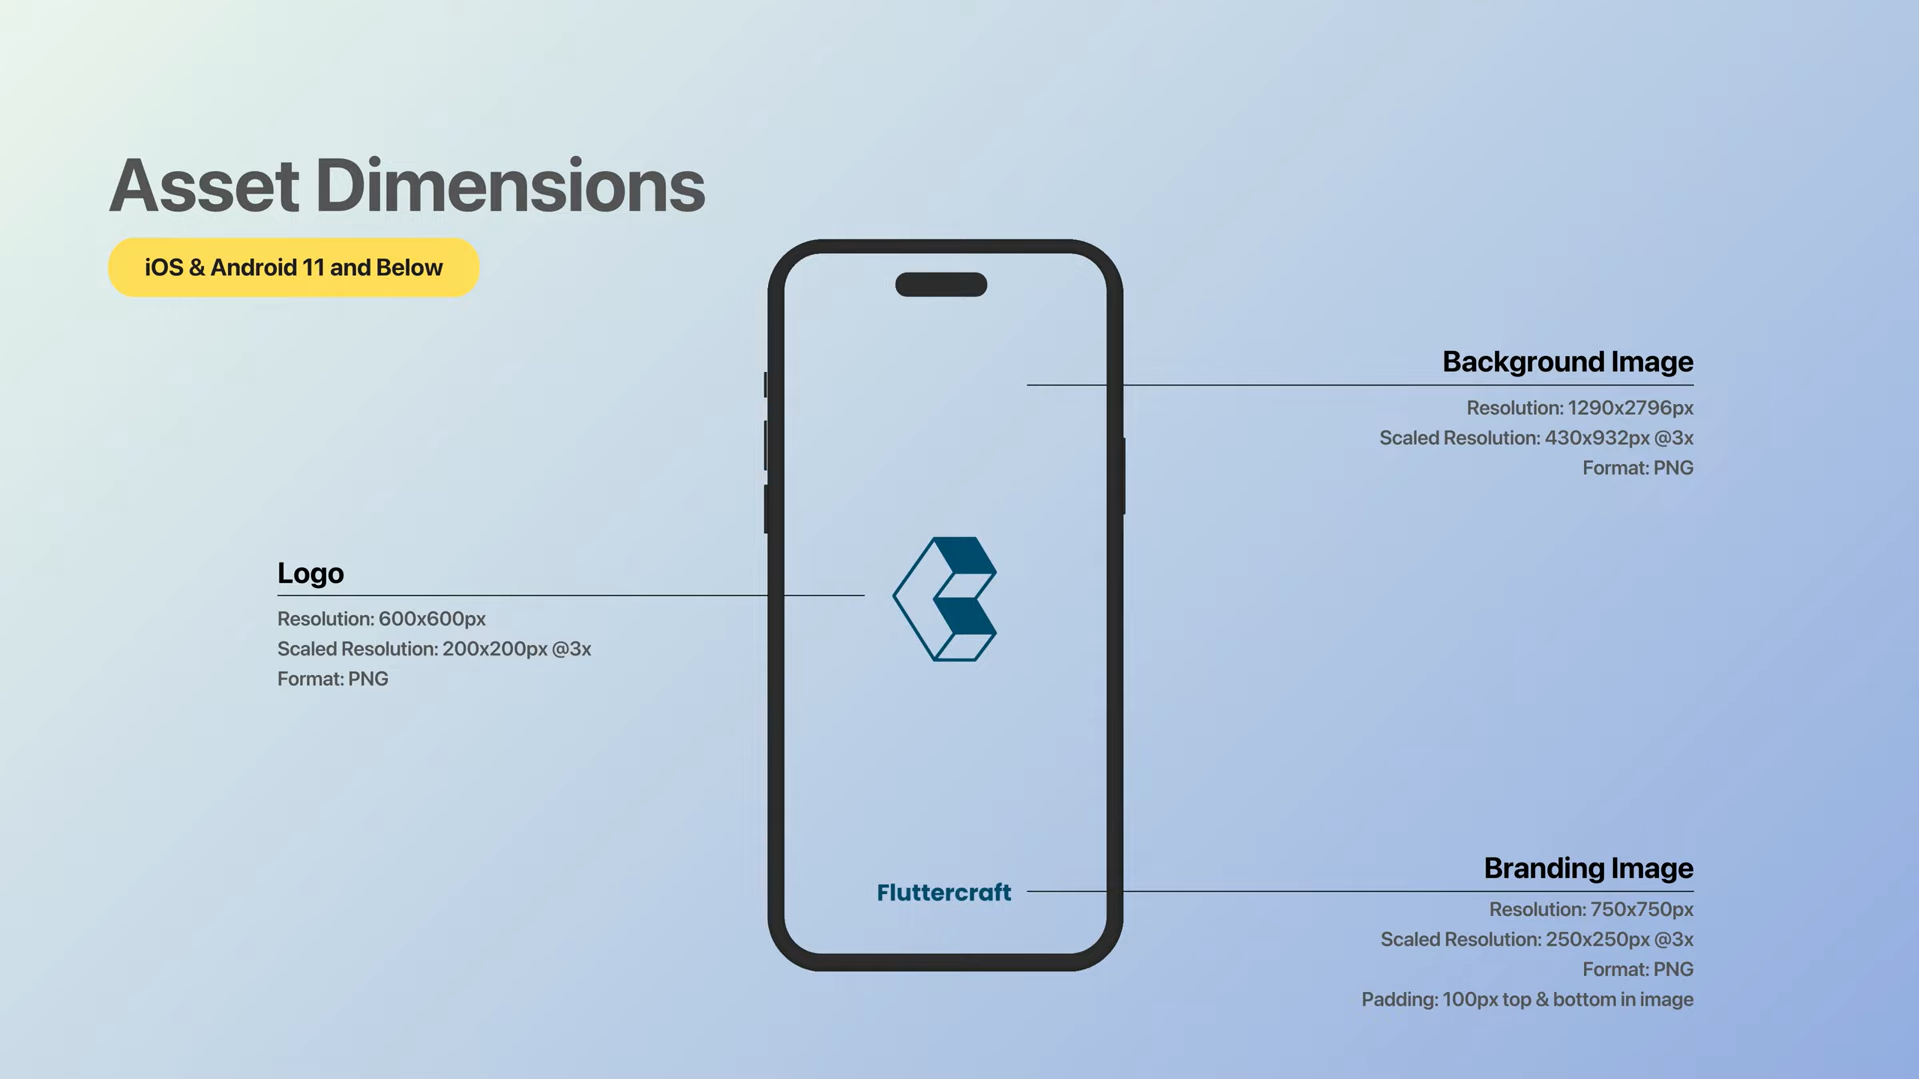 Asset Dimensions
iOS & Android 11 and Below
Background Image
Resolution: 1290x2796px
Scaled Resolution: 430x932px @3x
Format: PNG
Logo
Resolution: 600x600px
Scaled Resolution: 200x200px @3x
Format: PNG
Fluttercraft
Branding Image
Resolution: 750x750px
Scaled Resolution: 250x250px @3x
Format: PNG
Padding: 100px top & bottom in image